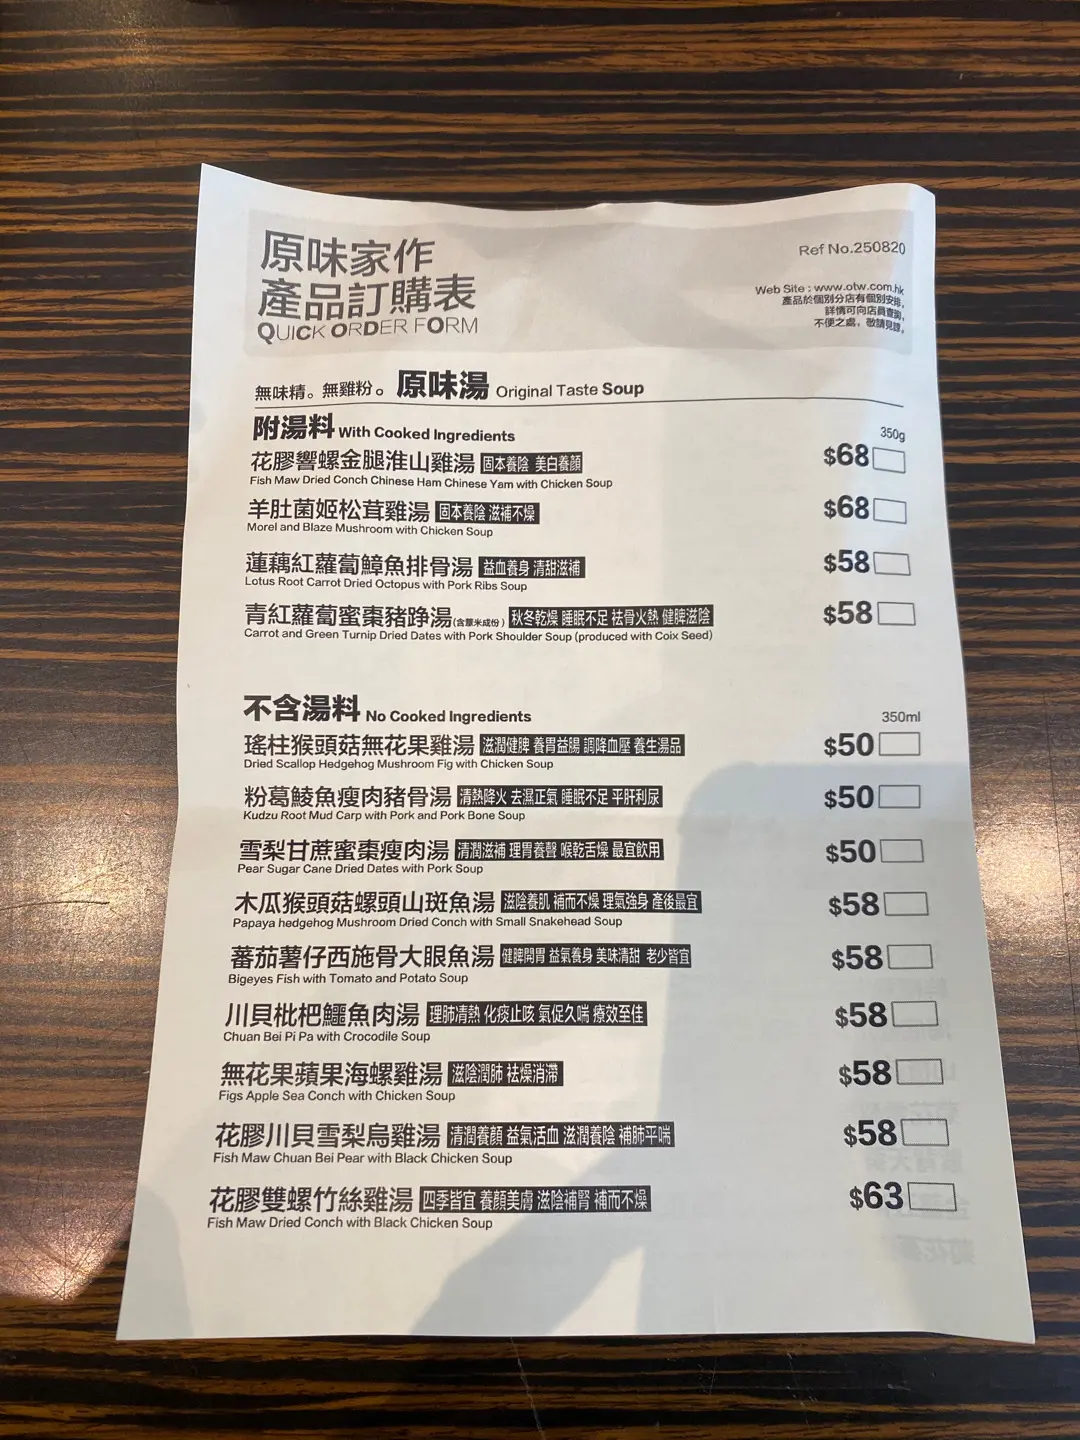 原味家作
產品訂購表
QUICK ORDER FORM
Ref No.250820
Web Site : www.otw.com.hk
產品於個別分店有個別安排,
詳情可向店員查詢,
不便之處，敬請見諒。
無味精。無雞粉。原味湯 Original Taste Soup
附湯料 With Cooked Ingredients 350g
花膠響螺金腿淮山雞湯 固本養陰 美白養顏 $68
Fish Maw Dried Conch Chinese Ham Chinese Yam with Chicken Soup
羊肚菌姬松茸雞湯 固本養陰 滋補不燥 $68
Morel and Blaze Mushroom with Chicken Soup
蓮藕紅蘿蔔鱆魚排骨湯 益血養身 清甜滋補 $58
Lotus Root Carrot Dried Octopus with Pork Ribs Soup
青紅蘿蔔蜜棗豬踭湯(含薏米成份) 秋冬乾燥 睡眠不足 祛骨火熱 健脾滋陰 $58
Carrot and Green Turnip Dried Dates with Pork Shoulder Soup (produced with Coix Seed)
不含湯料 No Cooked Ingredients 350ml
瑤柱猴頭菇無花果雞湯 滋潤健脾 養胃益腸 調降血壓 養生湯品 $50
Dried Scallop Hedgehog Mushroom Fig with Chicken Soup
粉葛鯪魚瘦肉豬骨湯 清熱降火 去濕正氣 睡眠不足 平肝利尿 $50
Kudzu Root Mud Carp with Pork and Pork Bone Soup
雪梨甘蔗蜜棗瘦肉湯 清潤滋補 理胃養聲 喉乾舌燥 最宜飲用 $50
Pear Sugar Cane Dried Dates with Pork Soup
木瓜猴頭菇螺頭山斑魚湯 滋陰養肌 補而不燥 理氣強身 產後最宜 $58
Papaya hedgehog Mushroom Dried Conch with Small Snakehead Soup
蕃茄薯仔西施骨大眼魚湯 健脾開胃 益氣養身 美味清甜 老少皆宜 $58
Bigeyes Fish with Tomato and Potato Soup
川貝枇杷鱷魚肉湯 理肺清熱 化痰止咳 氣促久喘 療效至佳 $58
Chuan Bei Pi Pa with Crocodile Soup
無花果蘋果海螺雞湯 滋陰潤肺 祛燥消滯 $58
Figs Apple Sea Conch with Chicken Soup
花膠川貝雪梨烏雞湯 清潤養顏 益氣活血 滋潤養陰 補肺平喘 $58
Fish Maw Chuan Bei Pear with Black Chicken Soup
花膠雙螺竹絲雞湯 四季皆宜 養顏美膚 滋陰補腎 補而不燥 $63
Fish Maw Dried Conch with Black Chicken Soup